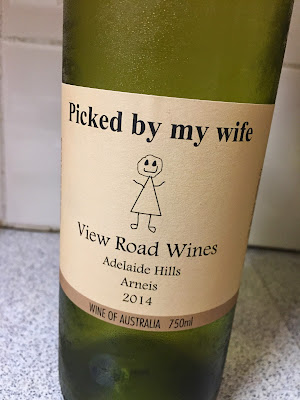 Picked by my wife
View Road Wines
Adelaide Hills
Arneis
2014
WINE OF AUSTRALIA 750ml